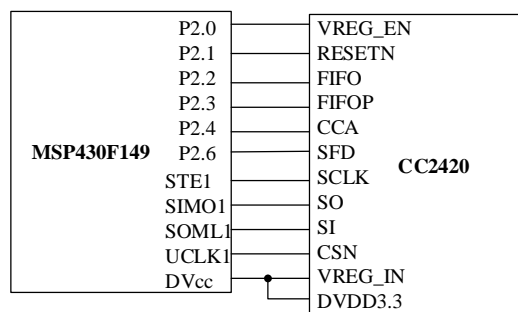 P2.0 VREG_EN
P2.1 RESETN
P2.2 FIFO
P2.3 FIFOP
P2.4 CCA
MSP430F149 P2.6 SFD CC2420
STE1 SCLK
SIMO1 SO
SOML1 SI
UCLK1 CSN
DVcc VREG_IN
DVDD3.3